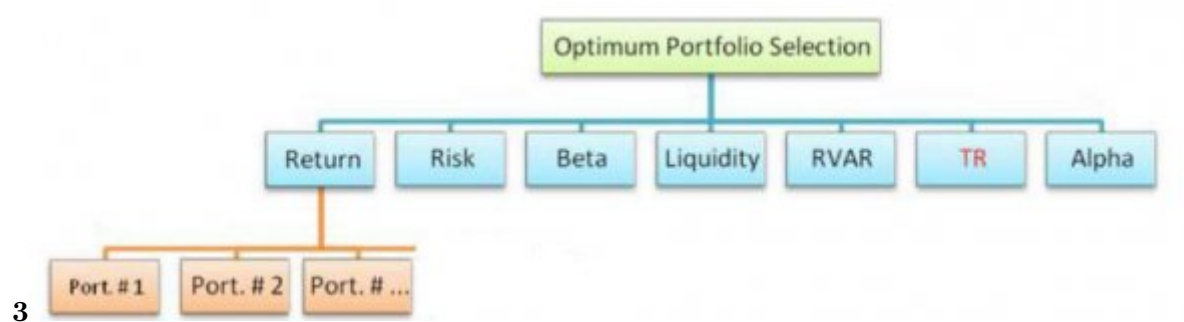 Optimum Portfolio Selection
Return Risk Beta Liquidity RVAR TR Alpha
Port. # 1 Port. # 2 Port. # ...
3